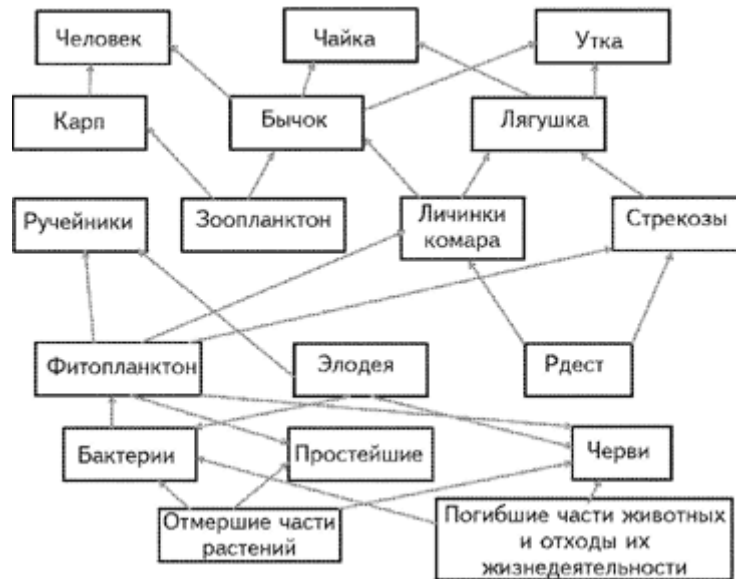 Человек
Чайка
Утка
Карп
Бычок
Лягушка
Ручейники
Зоопланктон
Личинки
комара
Стрекозы
Фитопланктон
Элодея
Рдест
Бактерии
Простейшие
Черви
Отмершие части
растений
Погибшие части животных
и отходы их
жизнедеятельности